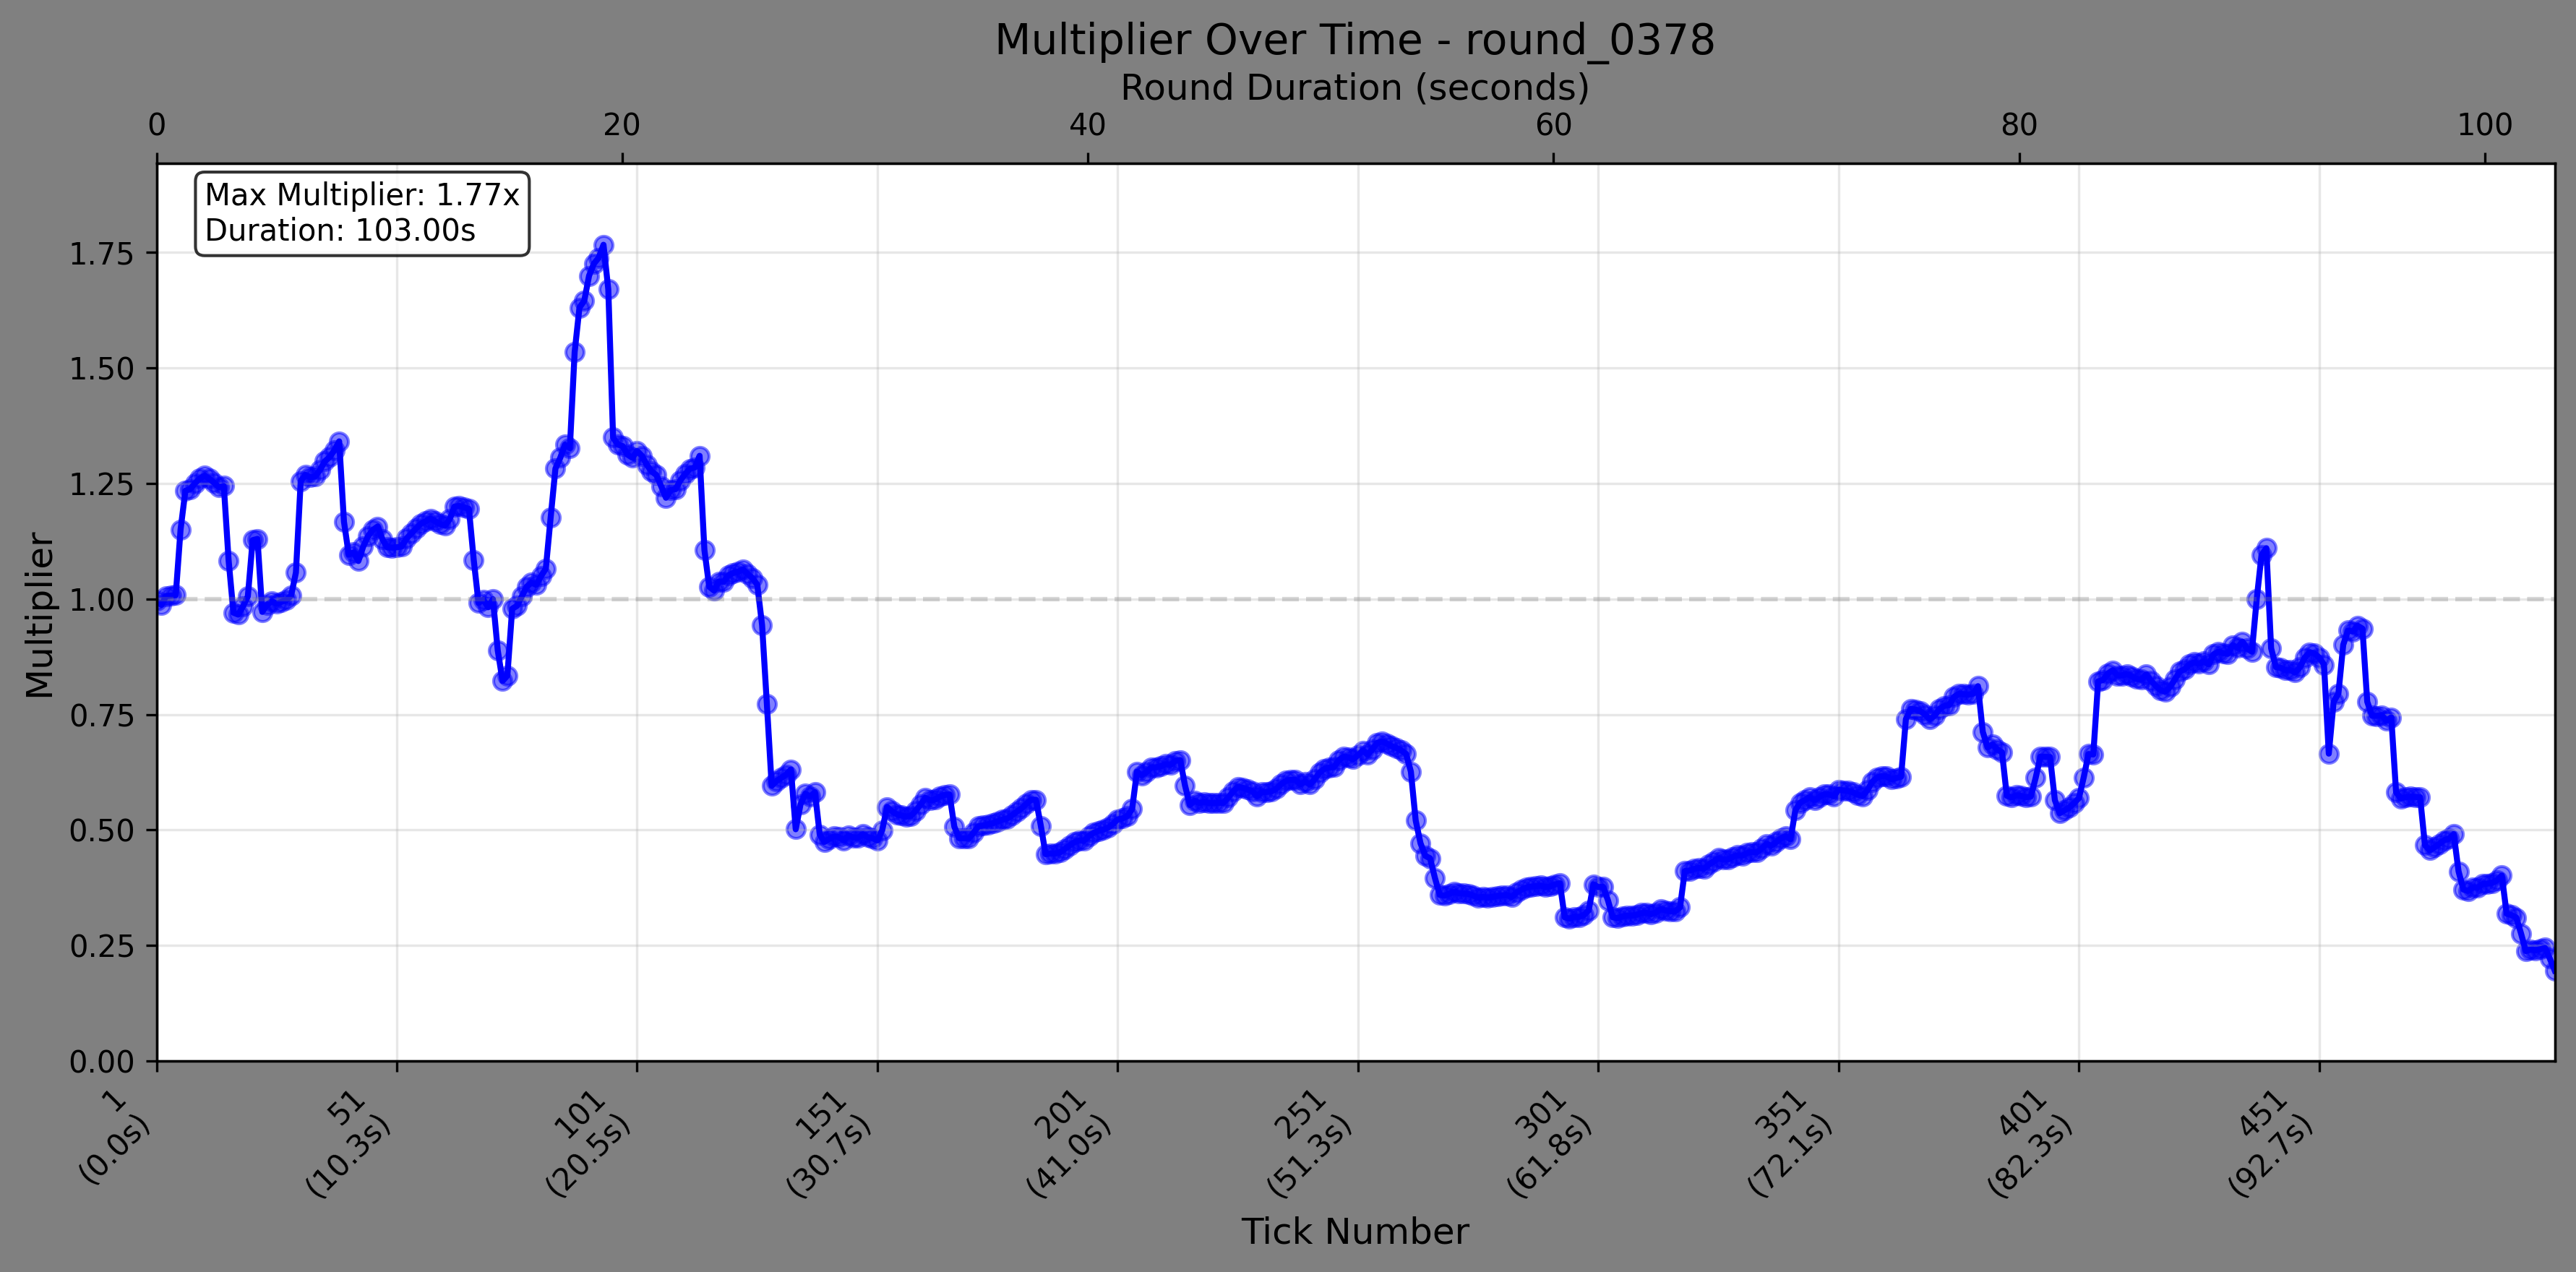 Multiplier Over Time - round_0378
Round Duration (seconds)
0 20 40 60 80 100
Max Multiplier: 1.77x
Duration: 103.00s
Multiplier
1.75
1.50
1.25
1.00
0.75
0.50
0.25
0.00
1
(0.0s)
51
(10.3s)
101
(20.5s)
151
(30.7s)
201
(41.0s)
251
(51.3s)
301
(61.8s)
351
(72.1s)
401
(82.3s)
451
(92.7s)
Tick Number